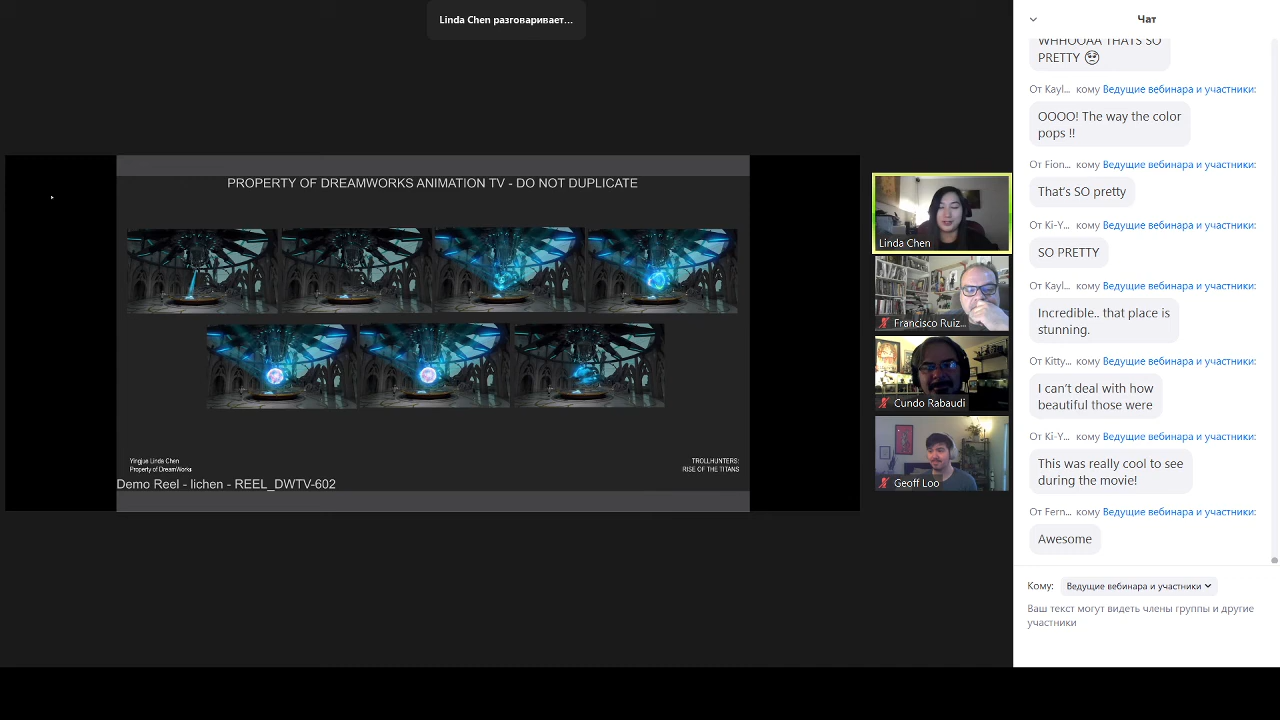 Linda Chen разговаривает...
PROPERTY OF DREAMWORKS ANIMATION TV - DO NOT DUPLICATE
Yingjue Linda Chen
Property of DreamWorks
TROLLHUNTERS:
RISE OF THE TITANS
Demo Reel - lichen - REEL_DWTV-602
Linda Chen
Francisco Ruiz...
Cundo Rabaudi
Geoff Loo
Чат
WHHOOAA THATS SO
PRETTY 🥹
От Kayl... кому Ведущие вебинара и участники:
OOOO! The way the color
pops !!
От Fion... кому Ведущие вебинара и участники:
That's SO pretty
От Ki-Y... кому Ведущие вебинара и участники:
SO PRETTY
От Kayl... кому Ведущие вебинара и участники:
Incredible.. that place is
stunning.
От Kitty... кому Ведущие вебинара и участники:
I can't deal with how
beautiful those were
От Ki-Y... кому Ведущие вебинара и участники:
This was really cool to see
during the movie!
От Fern... кому Ведущие вебинара и участники:
Awesome
Кому: Ведущие вебинара и участники
Ваш текст могут видеть члены группы и другие
участники